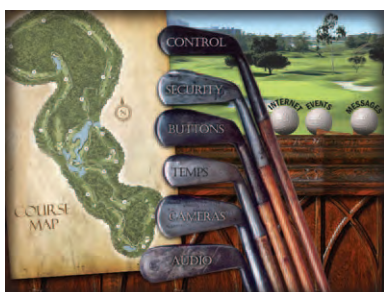 CONTROL
SECURITY
BUTTONS
TEMPS
CAMERAS
AUDIO
INTERNET
EVENTS
MESSAGES
COURSE
MAP